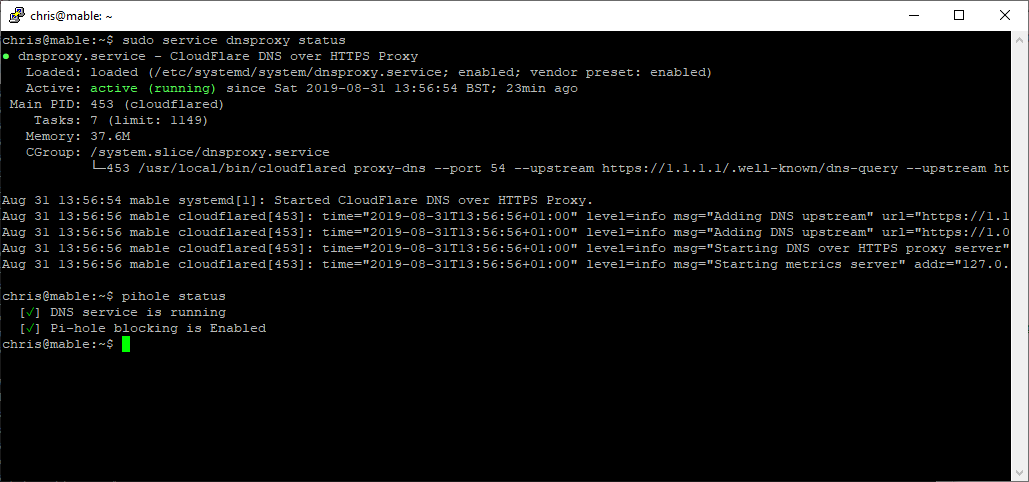 chris@mable: ~
chris@mable:~$ sudo service dnsproxy status
● dnsproxy.service - CloudFlare DNS over HTTPS Proxy
   Loaded: loaded (/etc/systemd/system/dnsproxy.service; enabled; vendor preset: enabled)
   Active: active (running) since Sat 2019-08-31 13:56:54 BST; 23min ago
 Main PID: 453 (cloudflared)
    Tasks: 7 (limit: 1149)
   Memory: 37.6M
   CGroup: /system.slice/dnsproxy.service
           └─453 /usr/local/bin/cloudflared proxy-dns --port 54 --upstream https://1.1.1.1/.well-known/dns-query --upstream ht
Aug 31 13:56:54 mable systemd[1]: Started CloudFlare DNS over HTTPS Proxy.
Aug 31 13:56:56 mable cloudflared[453]: time="2019-08-31T13:56:56+01:00" level=info msg="Adding DNS upstream" url="https://1.1
Aug 31 13:56:56 mable cloudflared[453]: time="2019-08-31T13:56:56+01:00" level=info msg="Adding DNS upstream" url="https://1.0
Aug 31 13:56:56 mable cloudflared[453]: time="2019-08-31T13:56:56+01:00" level=info msg="Starting DNS over HTTPS proxy server"
Aug 31 13:56:56 mable cloudflared[453]: time="2019-08-31T13:56:56+01:00" level=info msg="Starting metrics server" addr="127.0.
chris@mable:~$ pihole status
  [✓] DNS service is running
  [✓] Pi-hole blocking is Enabled
chris@mable:~$